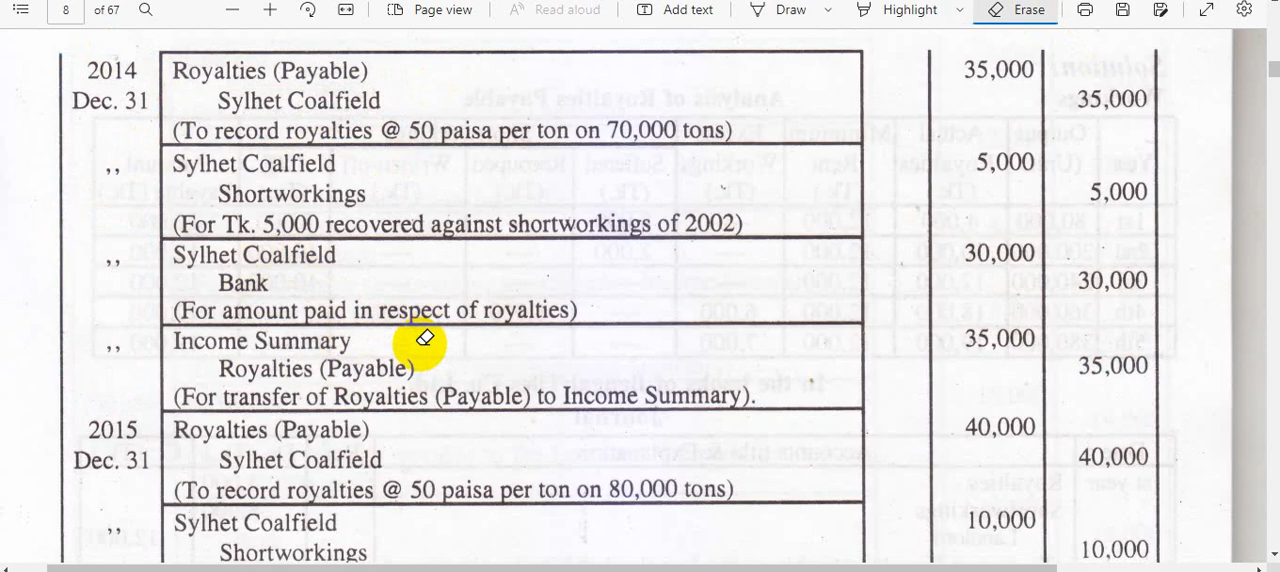 8 of 67 Page view Read aloud Add text Draw Highlight Erase
2014 Royalties (Payable) 35,000
Dec. 31 Sylhet Coalfield 35,000
(To record royalties @ 50 paisa per ton on 70,000 tons)
,, Sylhet Coalfield 5,000
Shortworkings 5,000
(For Tk. 5,000 recovered against shortworkings of 2002)
,, Sylhet Coalfield 30,000
Bank 30,000
(For amount paid in respect of royalties)
,, Income Summary 35,000
Royalties (Payable) 35,000
(For transfer of Royalties (Payable) to Income Summary).
2015 Royalties (Payable) 40,000
Dec. 31 Sylhet Coalfield 40,000
(To record royalties @ 50 paisa per ton on 80,000 tons)
,, Sylhet Coalfield 10,000
Shortworkings 10,000